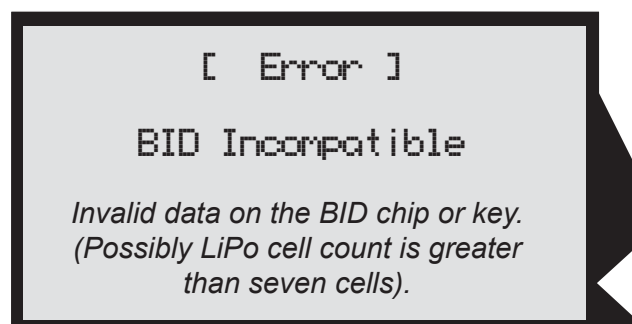 [ Error ]
BID Incompatible
Invalid data on the BID chip or key.
(Possibly LiPo cell count is greater
than seven cells).